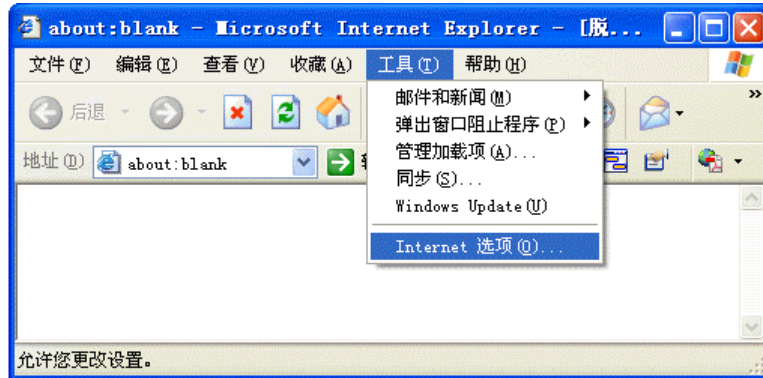 about:blank - Microsoft Internet Explorer - [脱...
文件(F) 编辑(E) 查看(V) 收藏(A) 工具(T) 帮助(H)
后退
地址(D) about:blank
邮件和新闻(M)
弹出窗口阻止程序(P)
管理加载项(A)...
同步(S)...
Windows Update(U)
Internet 选项(O)...
允许您更改设置。